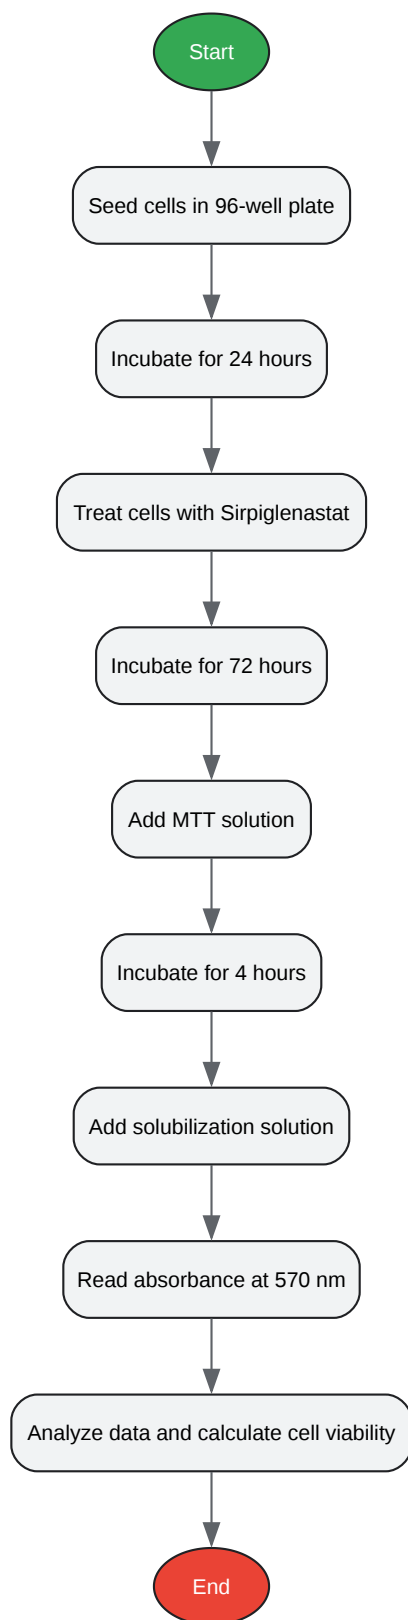 Start
Seed cells in 96-well plate
Incubate for 24 hours
Treat cells with Sirpiglenastat
Incubate for 72 hours
Add MTT solution
Incubate for 4 hours
Add solubilization solution
Read absorbance at 570 nm
Analyze data and calculate cell viability
End